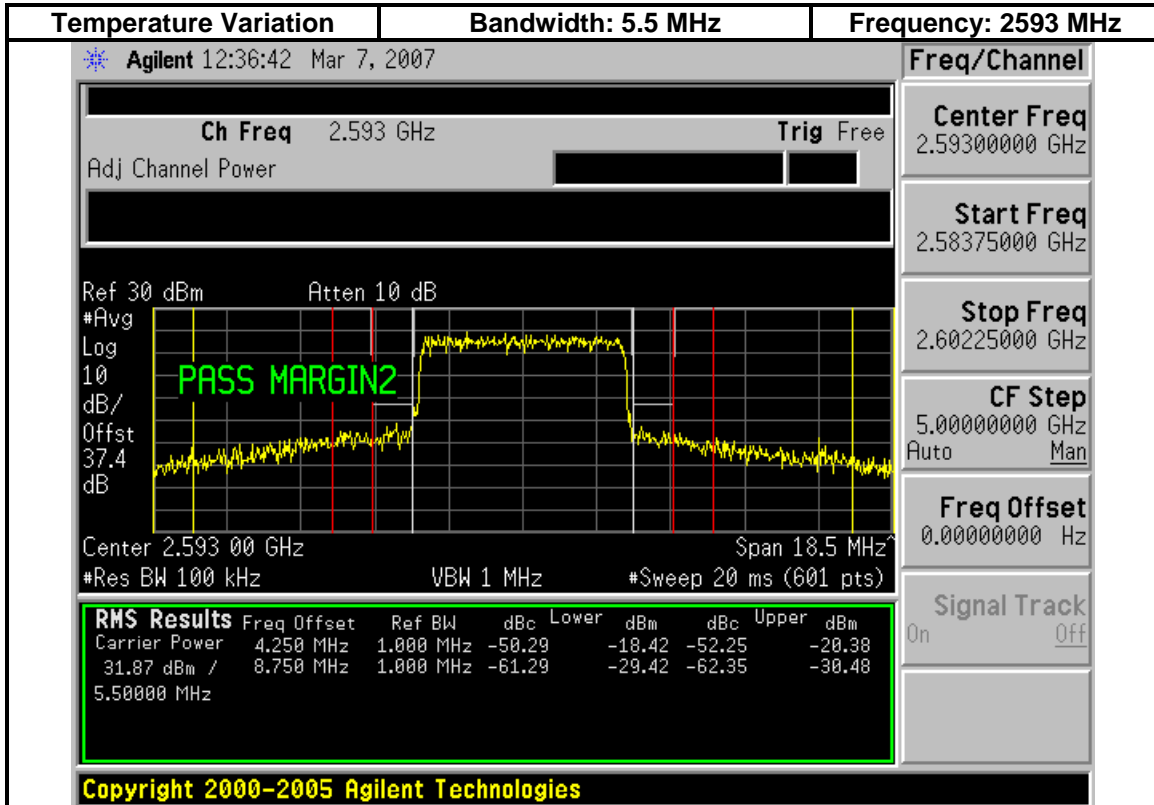 Temperature Variation Bandwidth: 5.5 MHz Frequency: 2593 MHz
Agilent 12:36:42 Mar 7, 2007 Freq/Channel
Ch Freq 2.593 GHz Trig Free
Adj Channel Power
Center Freq
2.59300000 GHz
Start Freq
2.58375000 GHz
Ref 30 dBm Atten 10 dB
#Avg
Log
10
dB/
Offst
37.4
dB
PASS MARGIN2
Stop Freq
2.60225000 GHz
CF Step
5.00000000 GHz
Auto Man
Freq Offset
0.00000000 Hz
Center 2.593 00 GHz Span 18.5 MHz^
#Res BW 100 kHz VBW 1 MHz #Sweep 20 ms (601 pts)
Signal Track
On Off
RMS Results Freq Offset Ref BW dBc Lower dBm dBc Upper dBm
Carrier Power 4.250 MHz 1.000 MHz -50.29 -18.42 -52.25 -20.38
31.87 dBm / 8.750 MHz 1.000 MHz -61.29 -29.42 -62.35 -30.48
5.50000 MHz
Copyright 2000-2005 Agilent Technologies